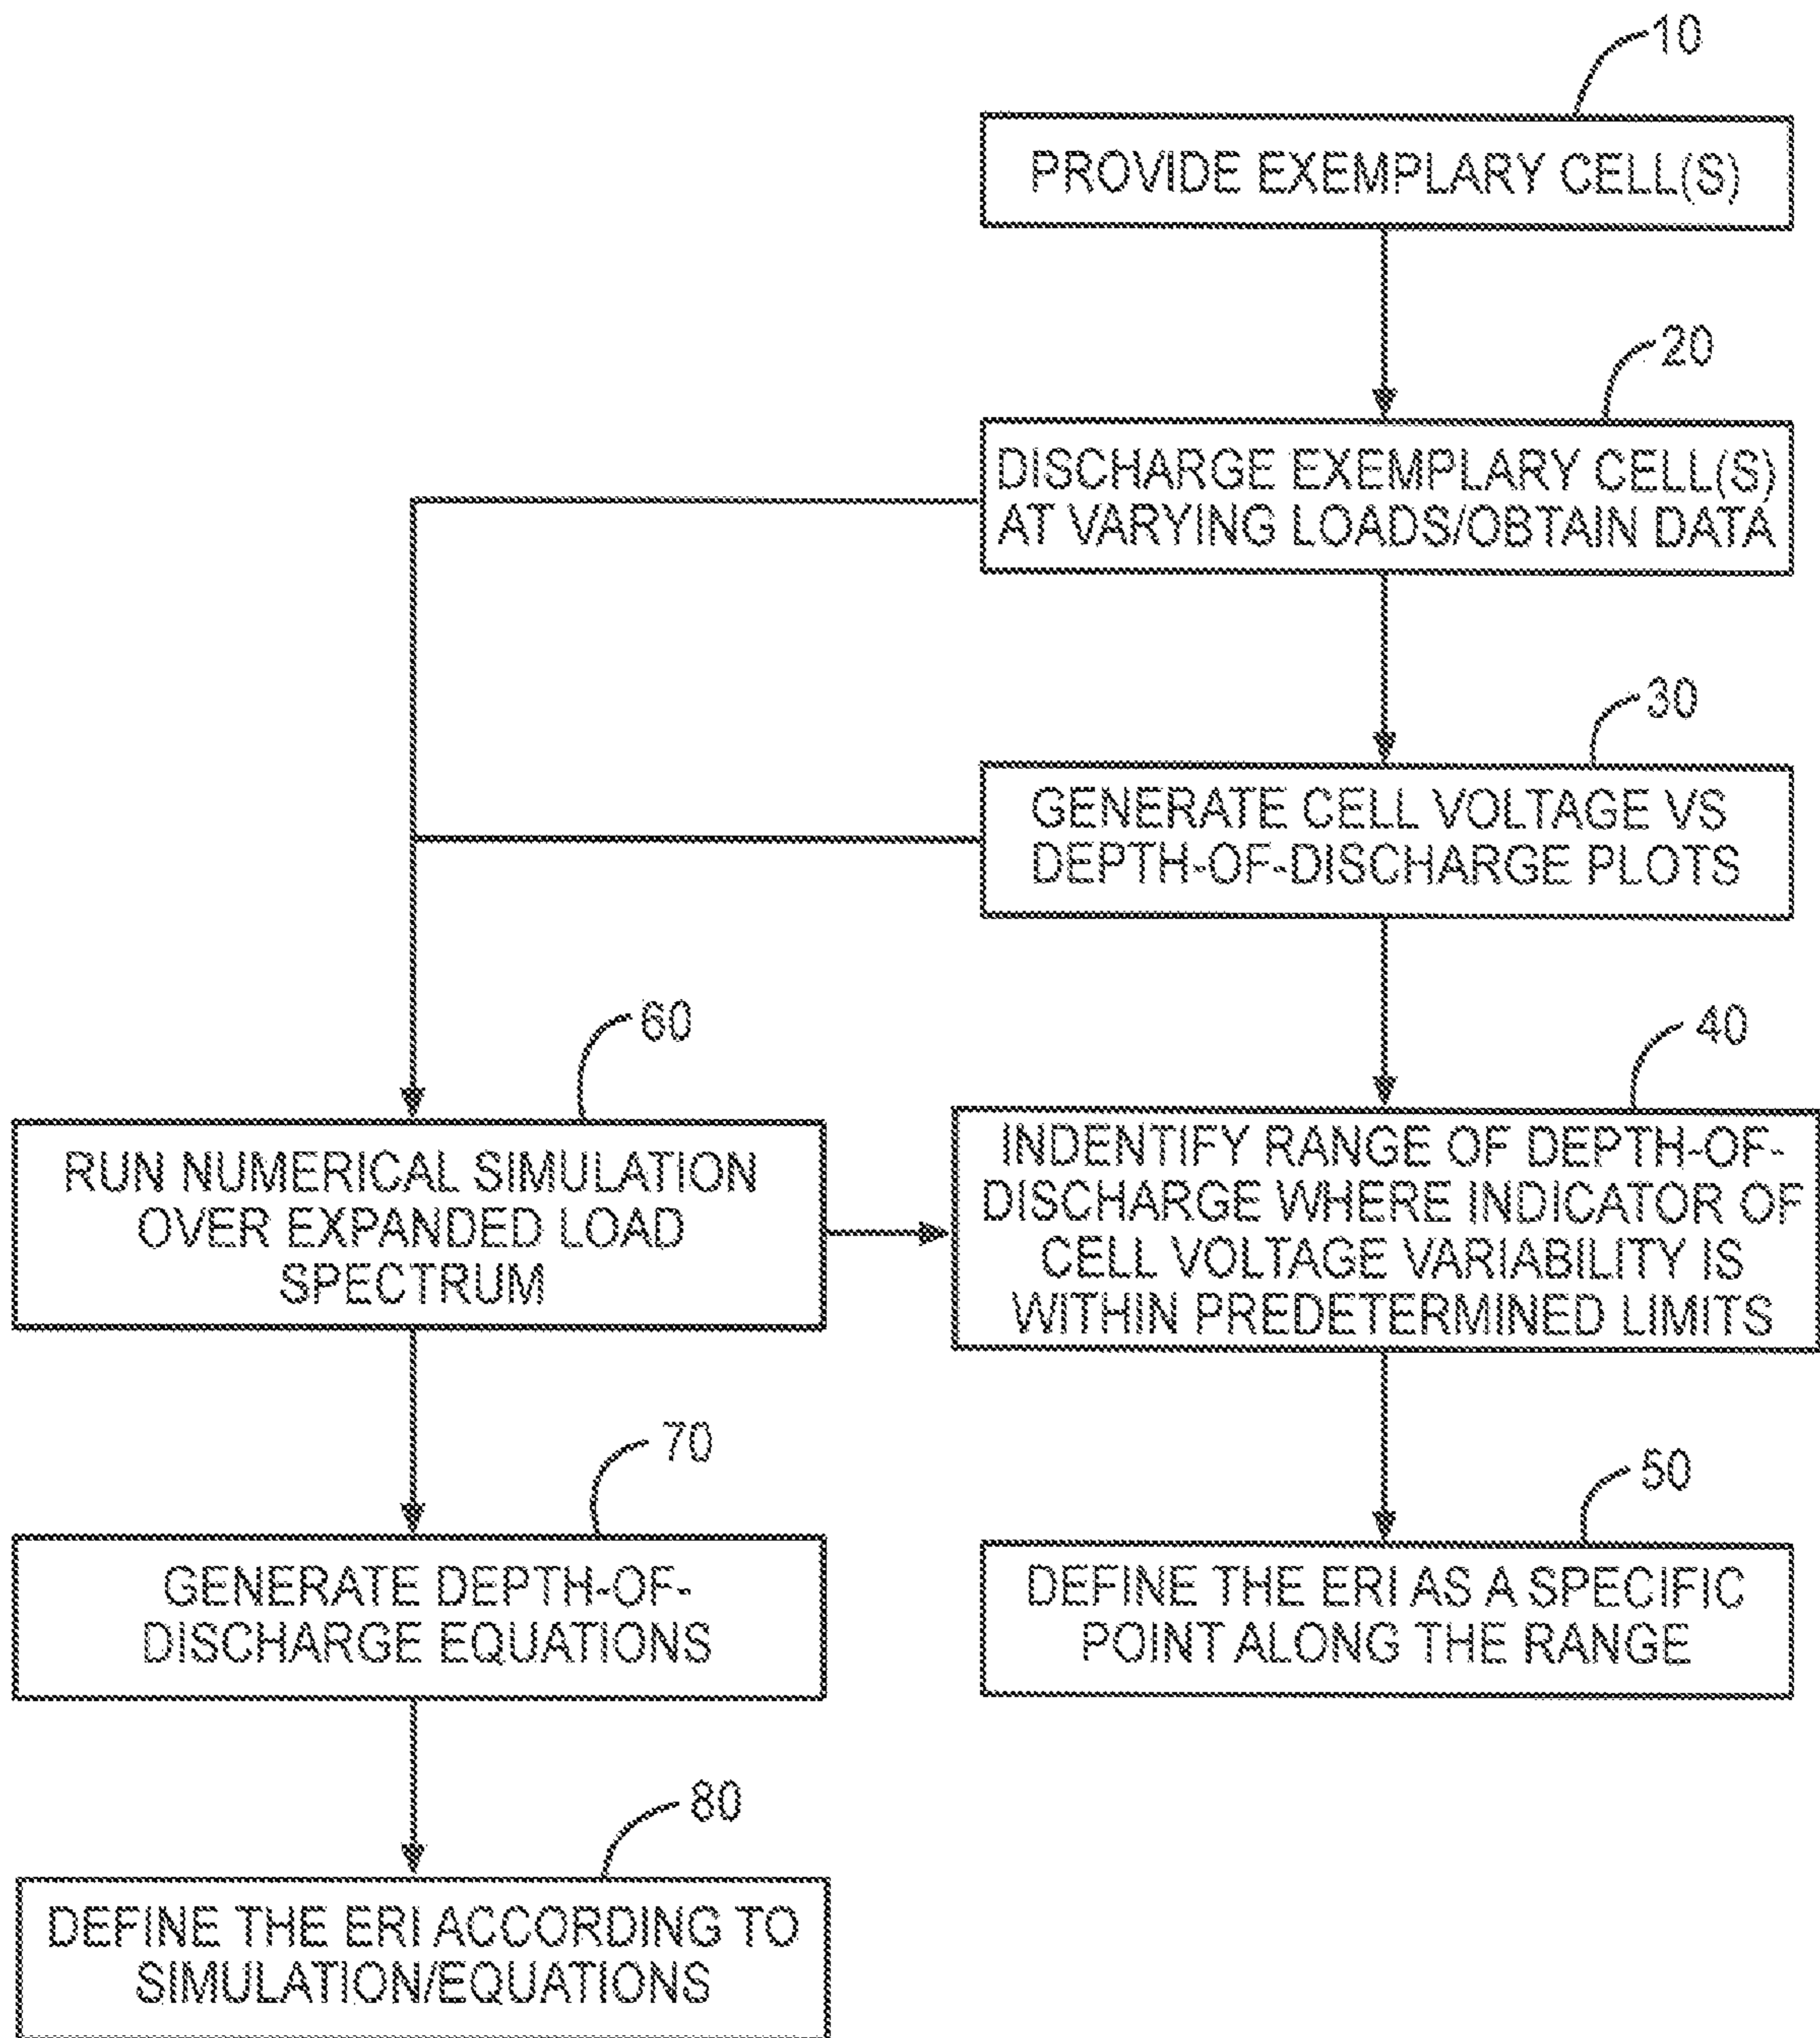 10
PROVIDE EXEMPLARY CELL(S)
20
DISCHARGE EXEMPLARY CELL(S)
AT VARYING LOADS/OBTAIN DATA
30
GENERATE CELL VOLTAGE VS
DEPTH-OF-DISCHARGE PLOTS
60
RUN NUMERICAL SIMULATION
OVER EXPANDED LOAD
SPECTRUM
40
INDENTIFY RANGE OF DEPTH-OF-
DISCHARGE WHERE INDICATOR OF
CELL VOLTAGE VARIABILITY IS
WITHIN PREDETERMINED LIMITS
70
GENERATE DEPTH-OF-
DISCHARGE EQUATIONS
50
DEFINE THE ERI AS A SPECIFIC
POINT ALONG THE RANGE
80
DEFINE THE ERI ACCORDING TO
SIMULATION/EQUATIONS